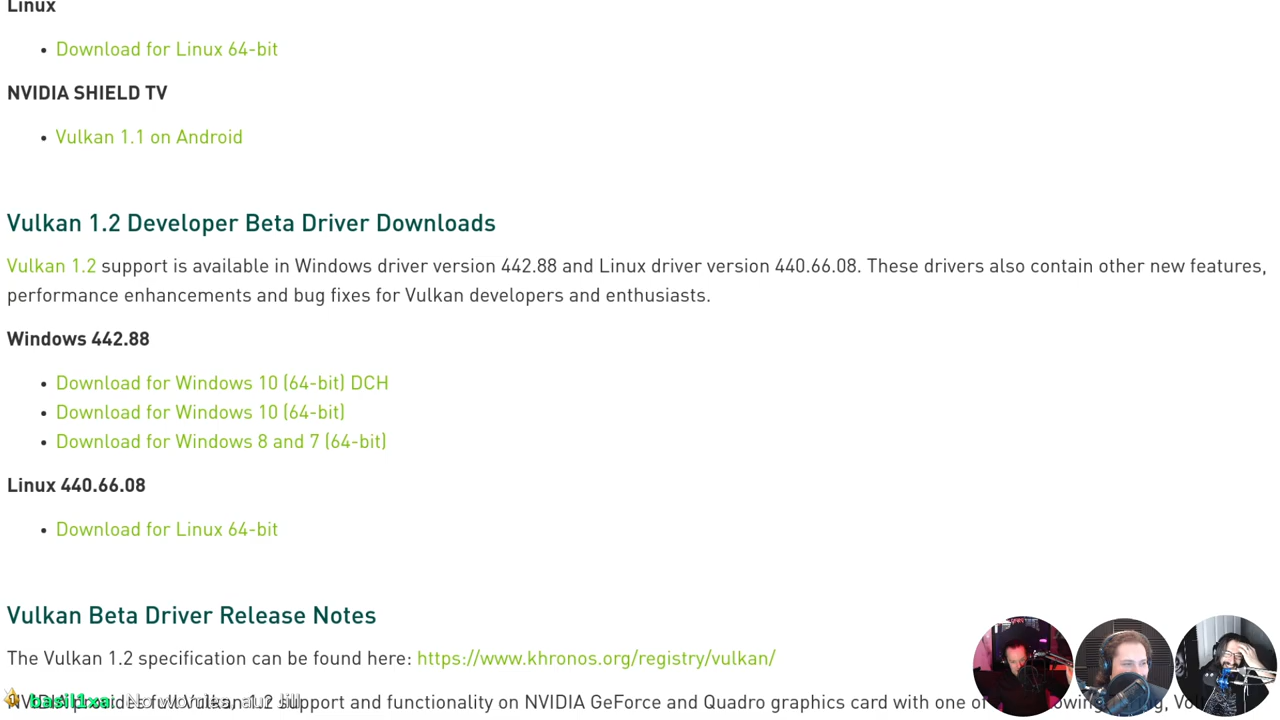 Linux
• Download for Linux 64-bit
NVIDIA SHIELD TV
• Vulkan 1.1 on Android
Vulkan 1.2 Developer Beta Driver Downloads
Vulkan 1.2 support is available in Windows driver version 442.88 and Linux driver version 440.66.08. These drivers also contain other new features,
performance enhancements and bug fixes for Vulkan developers and enthusiasts.
Windows 442.88
• Download for Windows 10 (64-bit) DCH
• Download for Windows 10 (64-bit)
• Download for Windows 8 and 7 (64-bit)
Linux 440.66.08
• Download for Linux 64-bit
Vulkan Beta Driver Release Notes
The Vulkan 1.2 specification can be found here: https://www.khronos.org/registry/vulkan/
NVIDIA provides full Vulkan 1.2 support and functionality on NVIDIA GeForce and Quadro graphics card with one of
basil1xa: No worries,